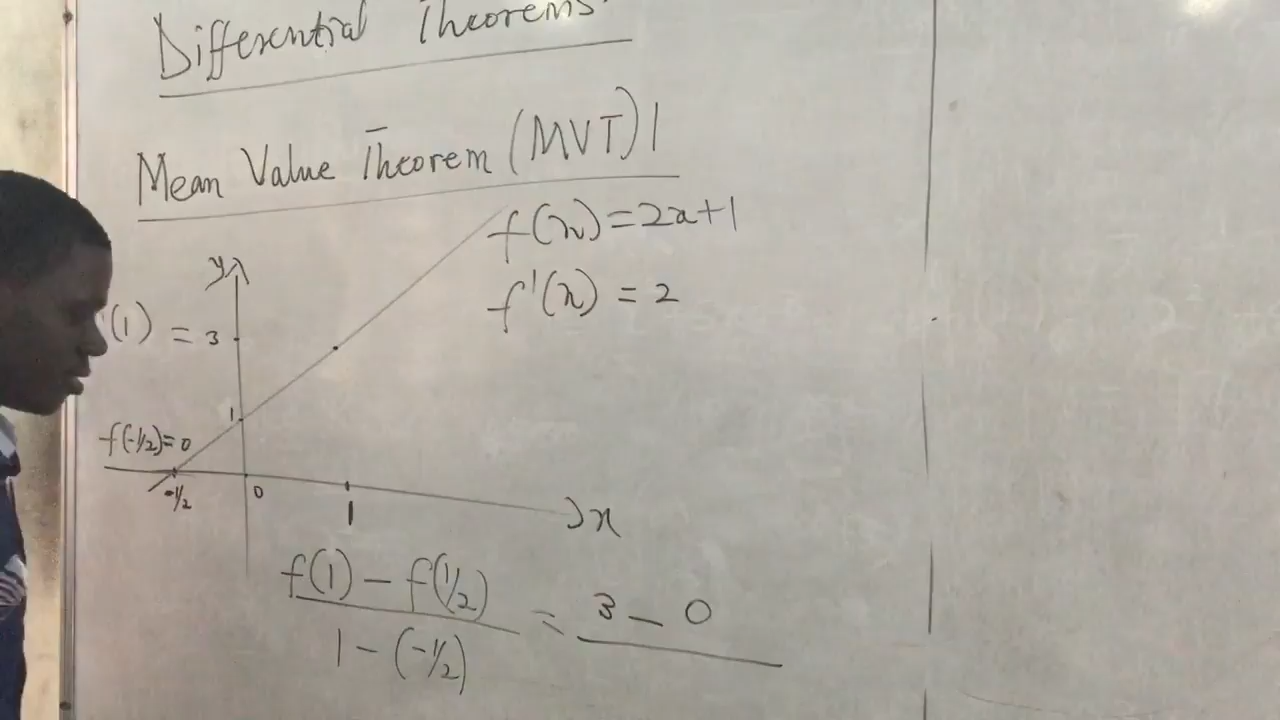 Differential Theorems.
Mean Value Theorem (MVT)|
f(x) = 2x+1
f'(x) = 2
y
(1) = 3
1
f(-1/2)=0
-1/2
0
1
x
f(1) - f(1/2) = 3 - 0
1 - (-1/2)